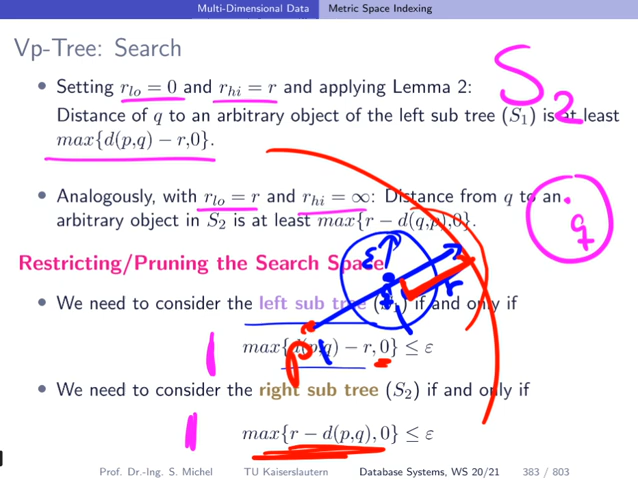 Multi-Dimensional Data Metric Space Indexing
Vp-Tree: Search
S2
• Setting r_lo = 0 and r_hi = r and applying Lemma 2:
Distance of q to an arbitrary object of the left sub tree (S₁) is at least
max{d(p,q) − r,0}.
• Analogously, with r_lo = r and r_hi = ∞: Distance from q to an
arbitrary object in S₂ is at least max{r − d(q,p),0}.
q
ε
Restricting/Pruning the Search Space
r
• We need to consider the left sub tree (S₁) if and only if
p
max{d(p,q) − r, 0} ≤ ε
• We need to consider the right sub tree (S₂) if and only if
max{r − d(p,q), 0} ≤ ε
Prof. Dr.-Ing. S. Michel TU Kaiserslautern Database Systems, WS 20/21 383 / 803